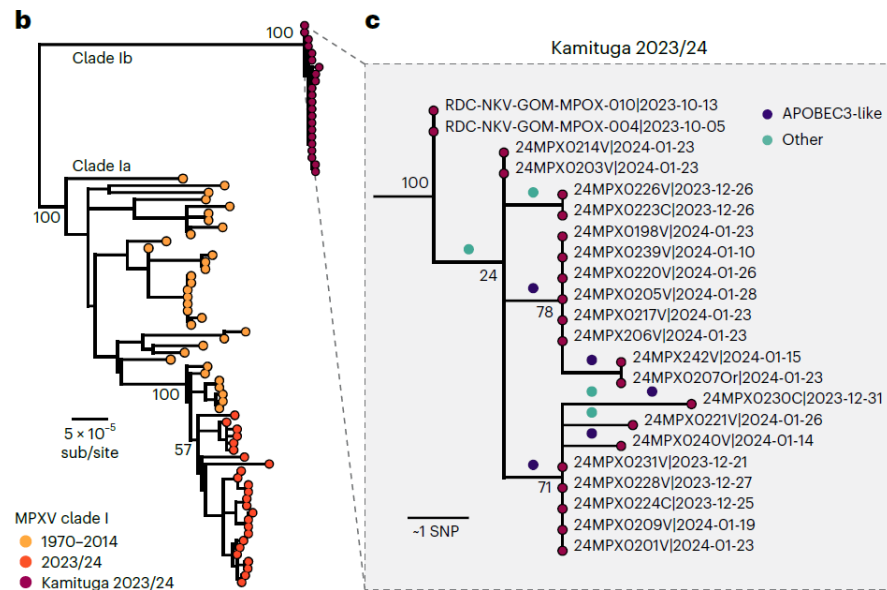 b
100
Clade Ib
Clade Ia
100
100
57
5 × 10⁻⁵
sub/site
MPXV clade I
1970–2014
2023/24
Kamituga 2023/24
c
Kamituga 2023/24
RDC-NKV-GOM-MPOX-010|2023-10-13
RDC-NKV-GOM-MPOX-004|2023-10-05
APOBEC3-like
Other
24MPX0214V|2024-01-23
24MPX0203V|2024-01-23
100
24MPX0226V|2023-12-26
24MPX0223C|2023-12-26
24MPX0198V|2024-01-23
24MPX0239V|2024-01-10
24
24MPX0220V|2024-01-26
24MPX0205V|2024-01-28
78
24MPX0217V|2024-01-23
24MPX206V|2024-01-23
24MPX242V|2024-01-15
24MPX0207Or|2024-01-23
24MPX0230C|2023-12-31
24MPX0221V|2024-01-26
24MPX0240V|2024-01-14
24MPX0231V|2023-12-21
71
24MPX0228V|2023-12-27
24MPX0224C|2023-12-25
24MPX0209V|2024-01-19
24MPX0201V|2024-01-23
~1 SNP